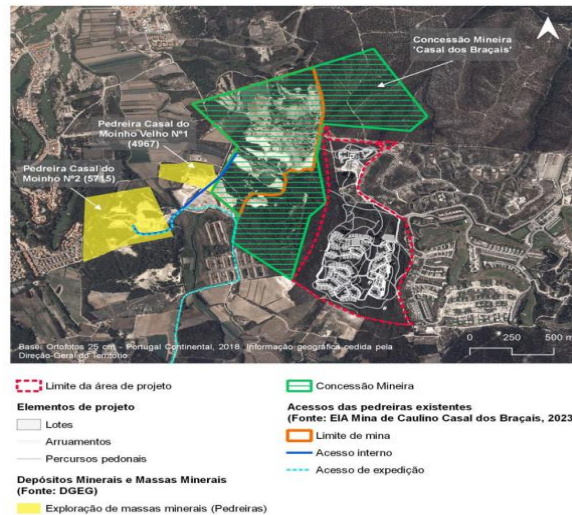 Concessão Mineira
'Casal dos Braçais'
Pedreira Casal do
Moinho Velho Nº1
(4967)
Pedreira Casal do
Moinho Nº2 (5715)
Base: Ortofotos 25 cm - Portugal Continental, 2018. Informação geográfica cedida pela
Direção-Geral do Território
0 250 500 m
Limite da área de projeto
Elementos de projeto
Lotes
Arruamentos
Percursos pedonais
Depósitos Minerais e Massas Minerais
(Fonte: DGEG)
Exploração de massas minerais (Pedreiras)
Concessão Mineira
Acessos das pedreiras existentes
(Fonte: EIA Mina de Caulino Casal dos Braçais, 2023)
Limite de mina
Acesso interno
Acesso de expedição